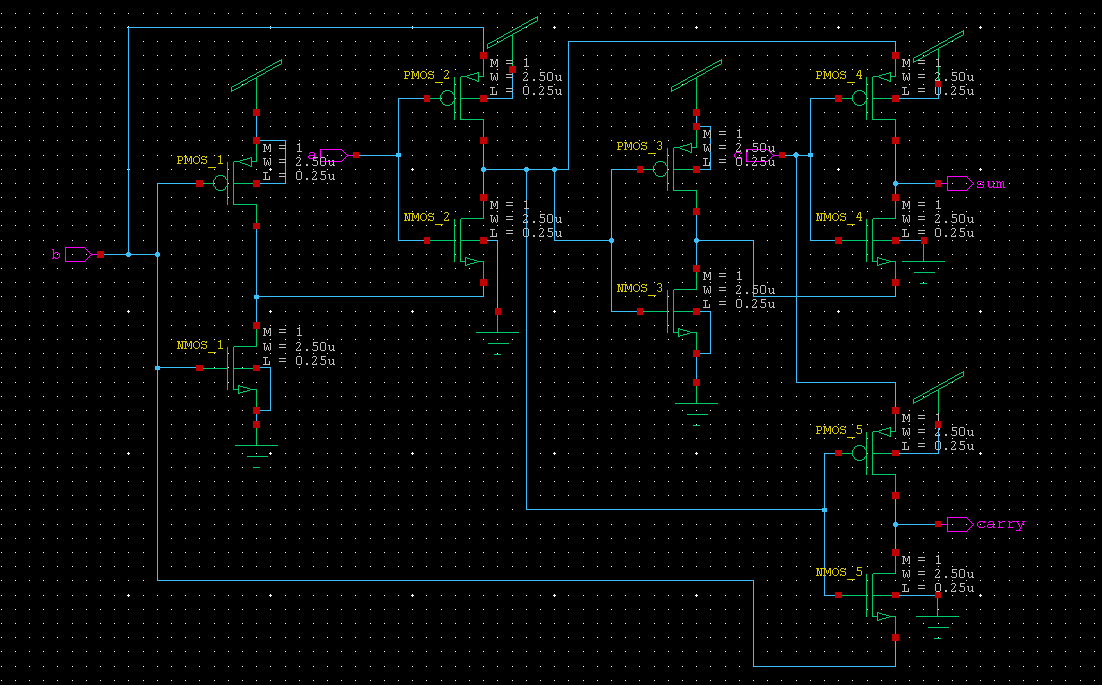 PMOS_2
M = 1
W = 2.50u
L = 0.25u
PMOS_4
M = 1
W = 2.50u
L = 0.25u
PMOS_1
M = 1
W = 2.50u
L = 0.25u
a
PMOS_3
M = 1
W = 2.50u
L = 0.25u
sum
NMOS_2
M = 1
W = 2.50u
L = 0.25u
NMOS_4
M = 1
W = 2.50u
L = 0.25u
b
NMOS_3
M = 1
W = 2.50u
L = 0.25u
NMOS_1
M = 1
W = 2.50u
L = 0.25u
PMOS_5
M = 1
W = 2.50u
L = 0.25u
carry
NMOS_5
M = 1
W = 2.50u
L = 0.25u